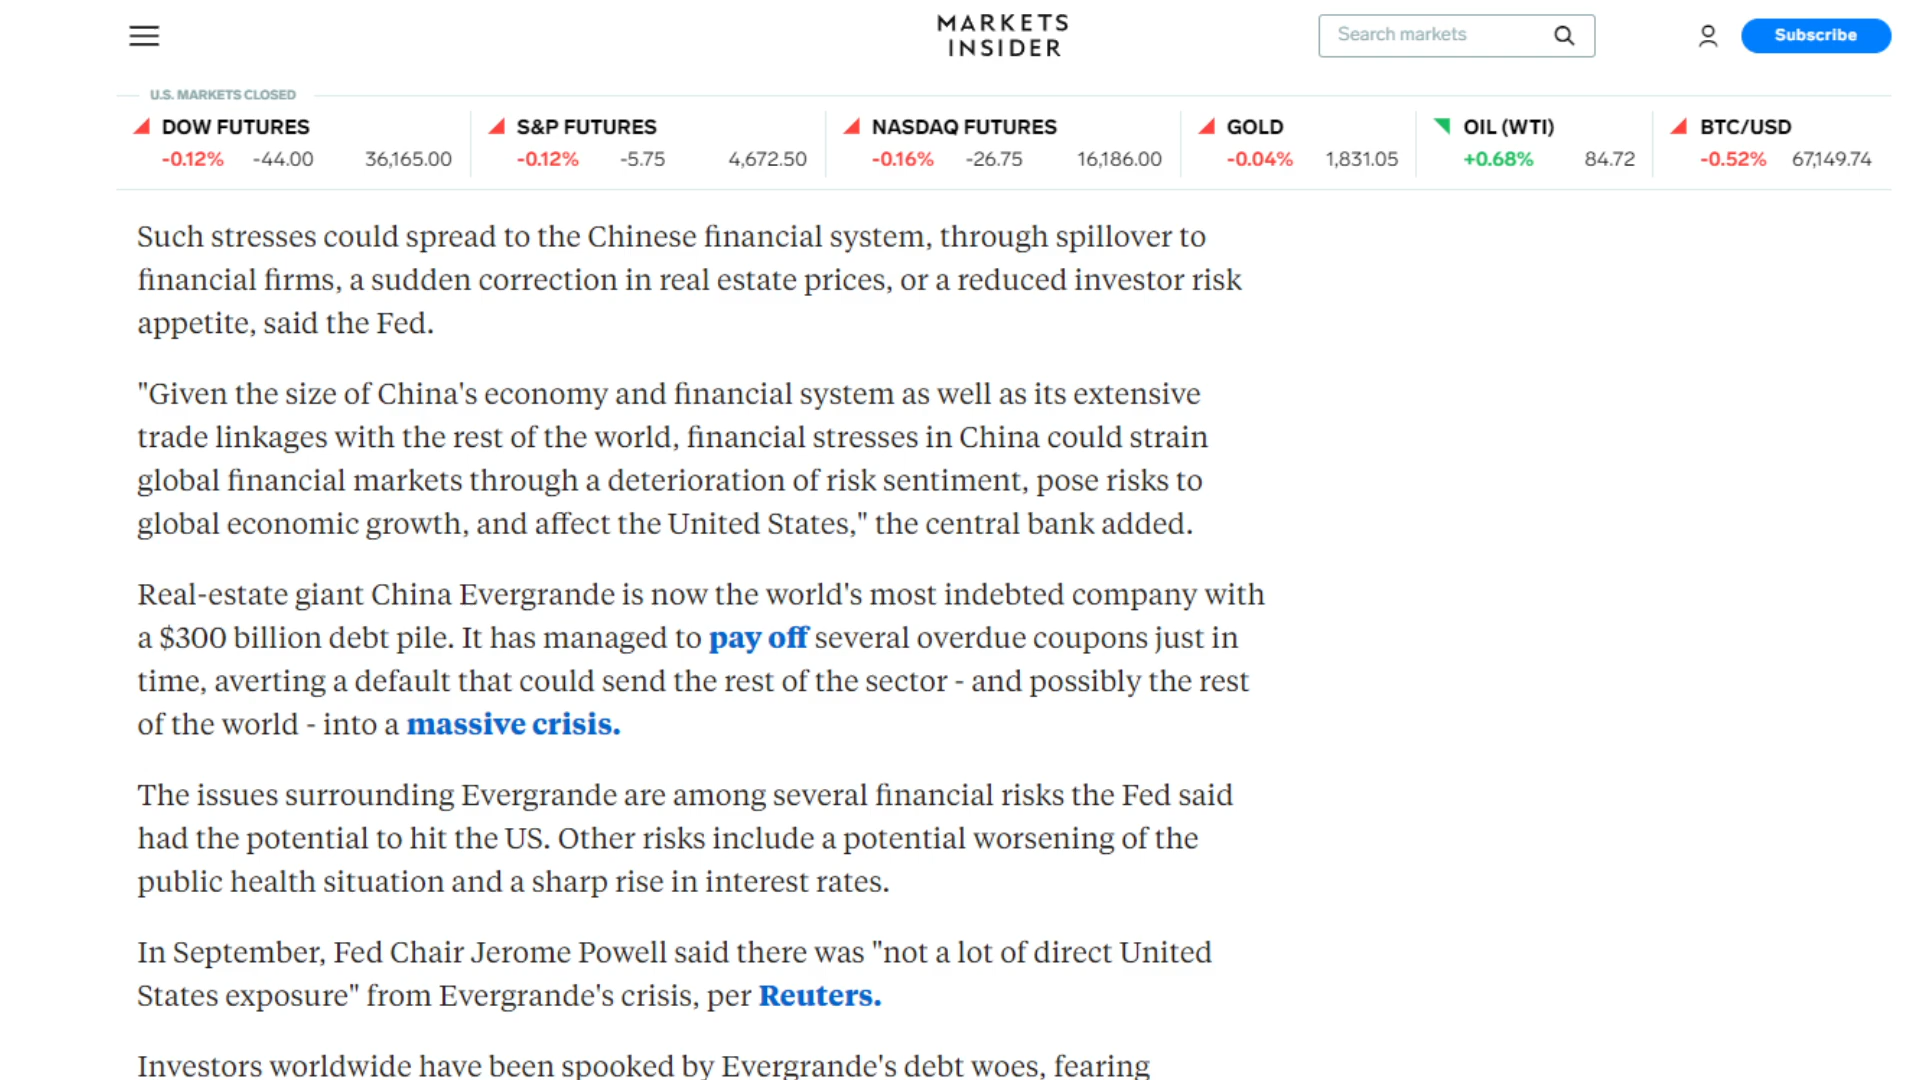 MARKETS
INSIDER
Search markets
Subscribe
U.S. MARKETS CLOSED
DOW FUTURES
-0.12% -44.00 36,165.00
S&P FUTURES
-0.12% -5.75 4,672.50
NASDAQ FUTURES
-0.16% -26.75 16,186.00
GOLD
-0.04% 1,831.05
OIL (WTI)
+0.68% 84.72
BTC/USD
-0.52% 67,149.74
Such stresses could spread to the Chinese financial system, through spillover to
financial firms, a sudden correction in real estate prices, or a reduced investor risk
appetite, said the Fed.
"Given the size of China's economy and financial system as well as its extensive
trade linkages with the rest of the world, financial stresses in China could strain
global financial markets through a deterioration of risk sentiment, pose risks to
global economic growth, and affect the United States," the central bank added.
Real-estate giant China Evergrande is now the world's most indebted company with
a $300 billion debt pile. It has managed to pay off several overdue coupons just in
time, averting a default that could send the rest of the sector - and possibly the rest
of the world - into a massive crisis.
The issues surrounding Evergrande are among several financial risks the Fed said
had the potential to hit the US. Other risks include a potential worsening of the
public health situation and a sharp rise in interest rates.
In September, Fed Chair Jerome Powell said there was "not a lot of direct United
States exposure" from Evergrande's crisis, per Reuters.
Investors worldwide have been spooked by Evergrande's debt woes, fearing